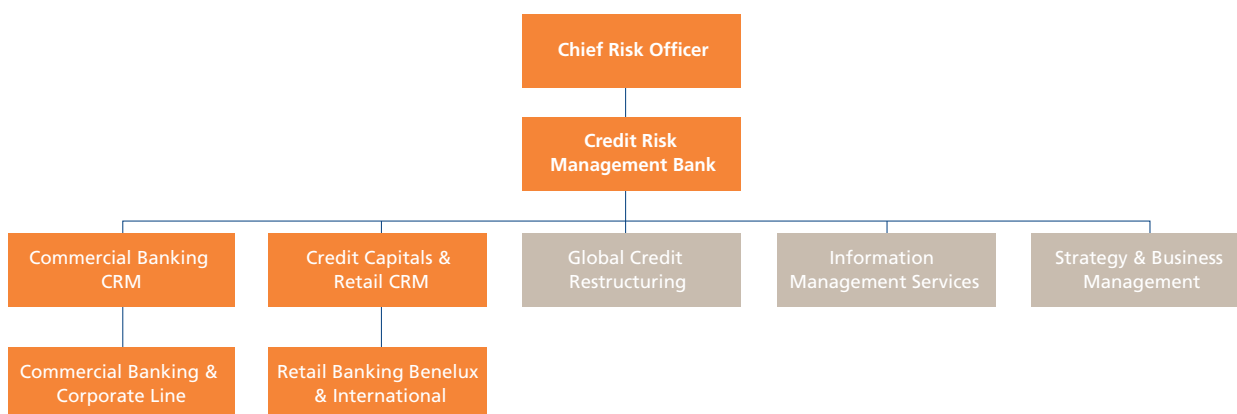 Chief Risk Officer
Credit Risk
Management Bank
Commercial Banking
CRM
Credit Capitals &
Retail CRM
Global Credit
Restructuring
Information
Management Services
Strategy & Business
Management
Commercial Banking &
Corporate Line
Retail Banking Benelux
& International